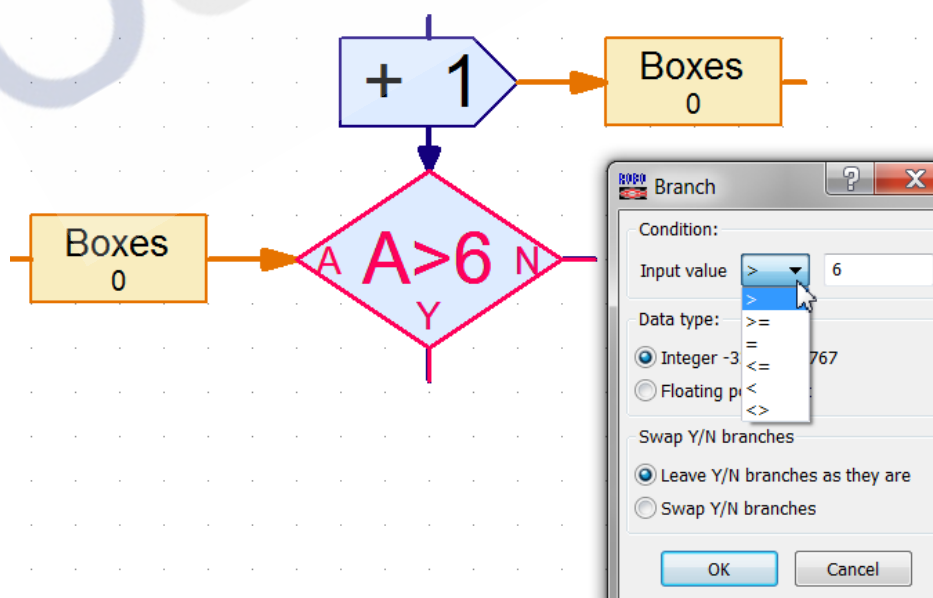 + 1
Boxes
0
Boxes
0
A A>6 N
Y
ROBO
Branch
?
X
Condition:
Input value > 6
>
>=
=
<=
<
<>
Data type:
Integer -3 767
Floating p
Swap Y/N branches
Leave Y/N branches as they are
Swap Y/N branches
OK
Cancel